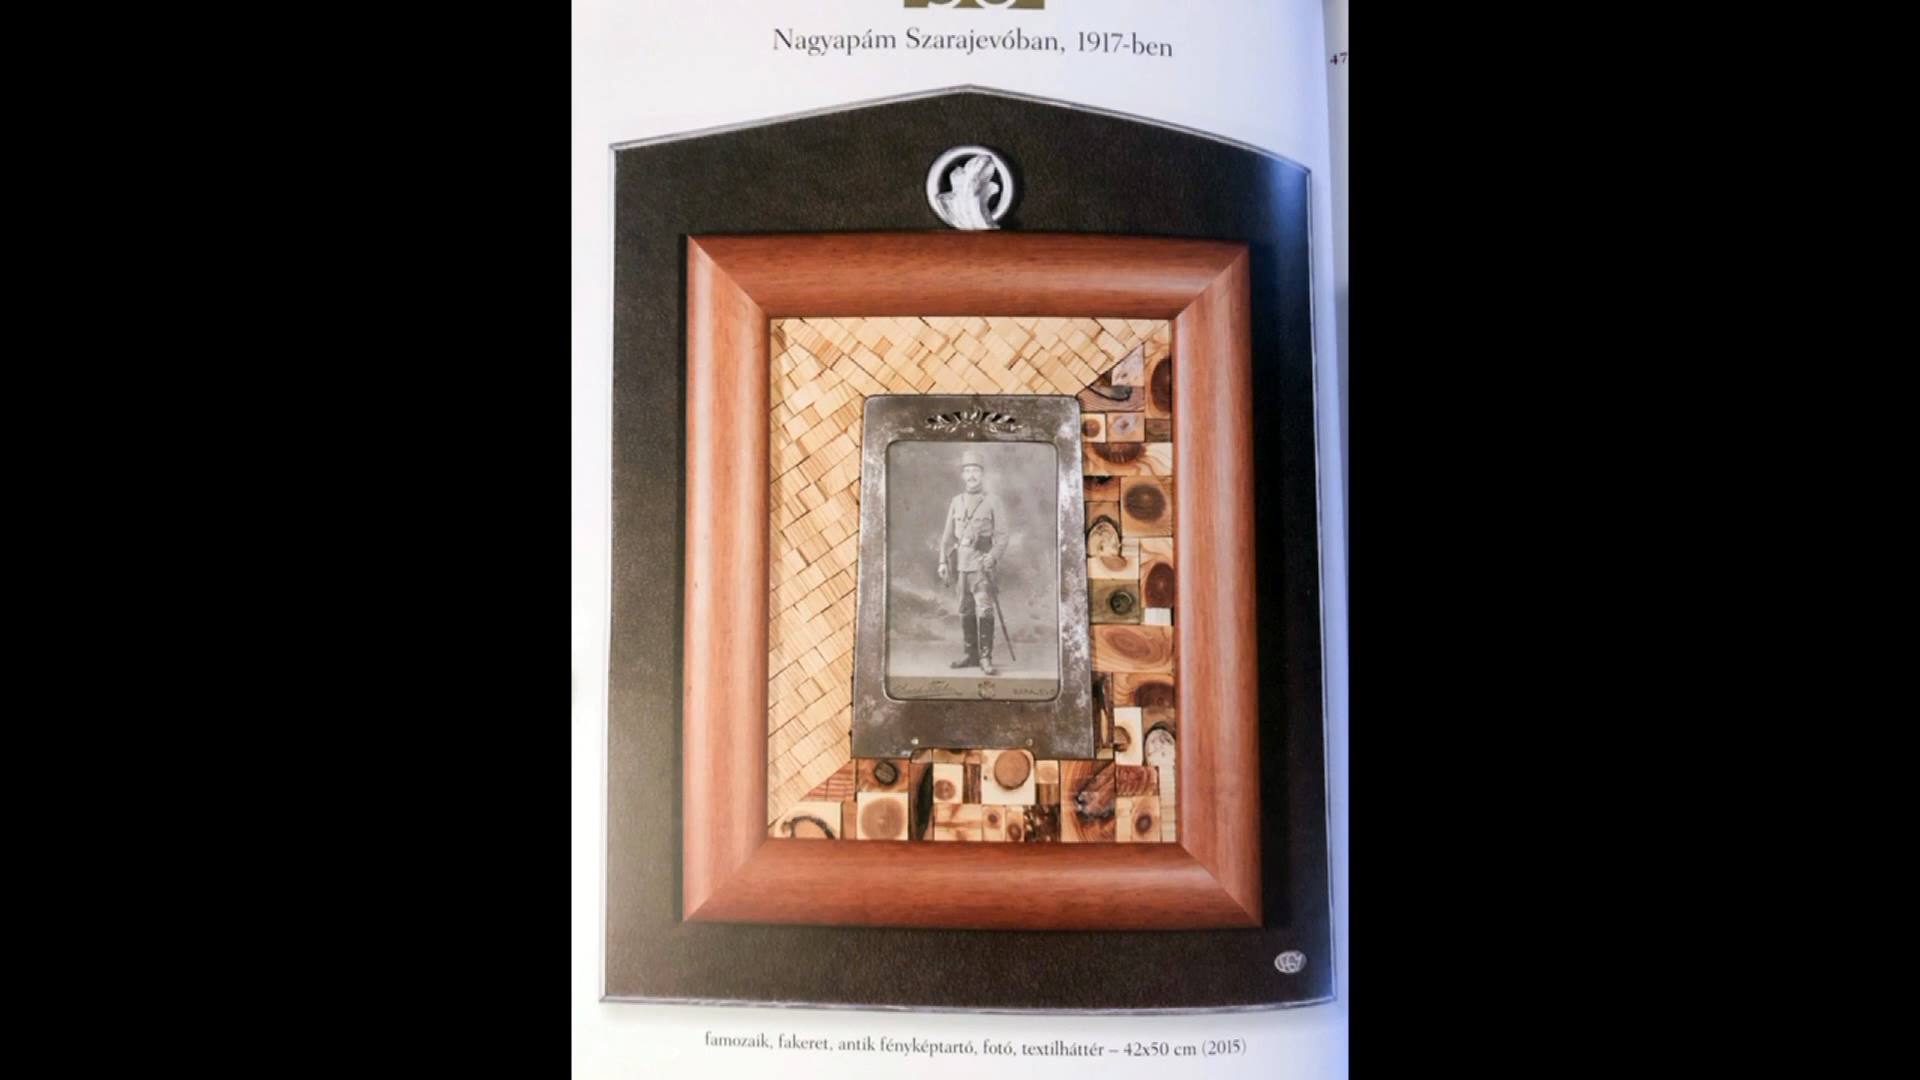 Nagyapám Szarajevóban, 1917-ben
47
famozaik, fakeret, antik fényképtartó, fotó, textilháttér – 42x50 cm (2015)